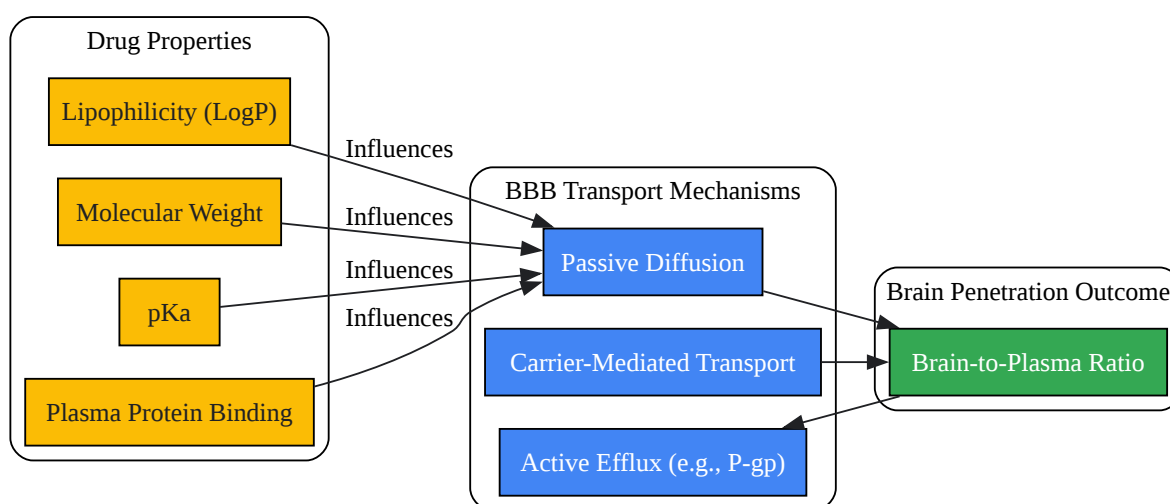 Drug Properties
Lipophilicity (LogP)
Molecular Weight
pKa
Plasma Protein Binding
Influences
Influences
Influences
Influences
BBB Transport Mechanisms
Passive Diffusion
Carrier-Mediated Transport
Active Efflux (e.g., P-gp)
Brain Penetration Outcome
Brain-to-Plasma Ratio